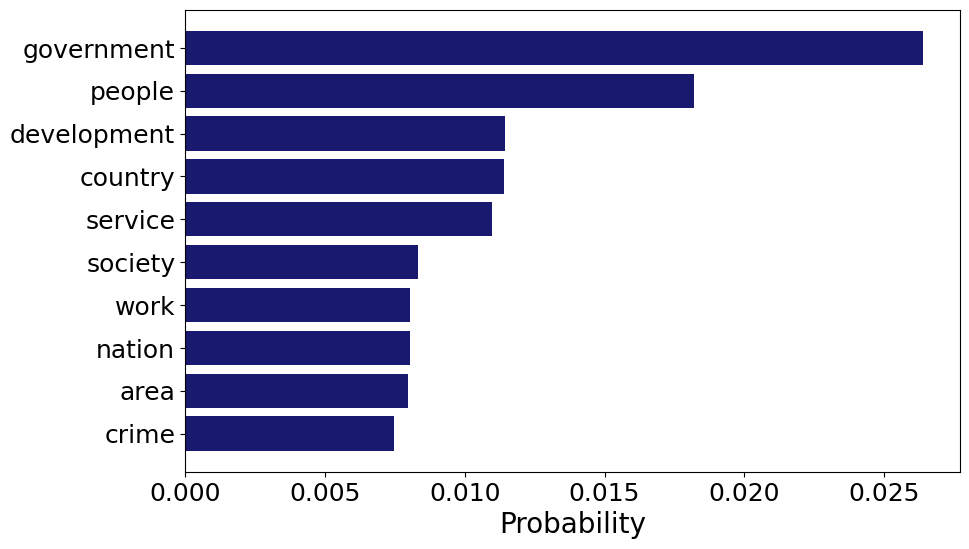 government
people
development
country
service
society
work
nation
area
crime
0.000 0.005 0.010 0.015 0.020 0.025
Probability